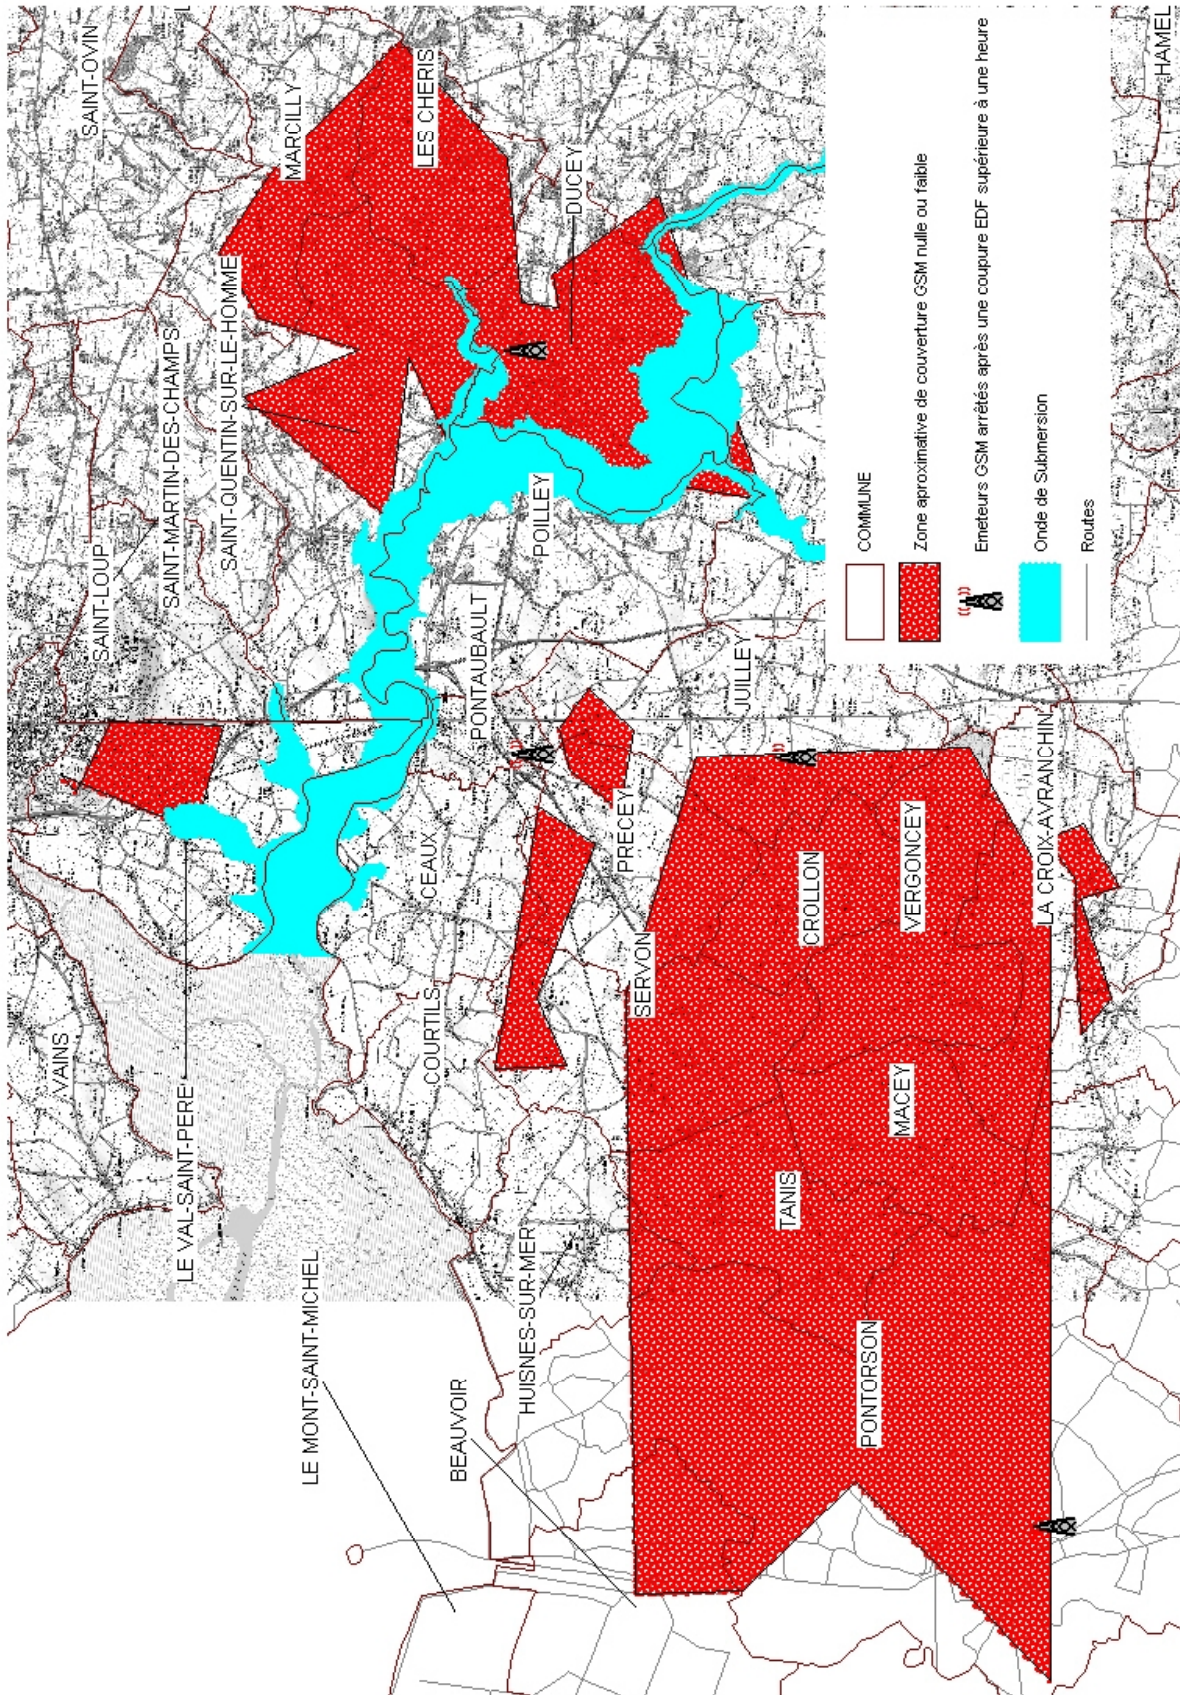 SAINT-OVIN
MARCILLY
LES CHERIS
SAINT-LOUP
SAINT-MARTIN-DES-CHAMPS
SAINT-QUENTIN-SUR-LE-HOMME
DUCEY
POILLEY
PONTAUBAULT
JUILLEY
VAINS
LE VAL-SAINT-PERE
COURTILS
CEAUX
PRECEY
SERVON
CROLLON
VERGONCEY
LA CROIX-AVRANCHIN
HAMEL
LE MONT-SAINT-MICHEL
BEAUVOIR
HUISNES-SUR-MER
TANIS
MACEY
PONTORSON
COMMUNE
Zone aproximative de couverture GSM nulle ou faible
Emeteurs GSM arrêtés après une coupure EDF supérieure à une heure
Onde de Submersion
Routes